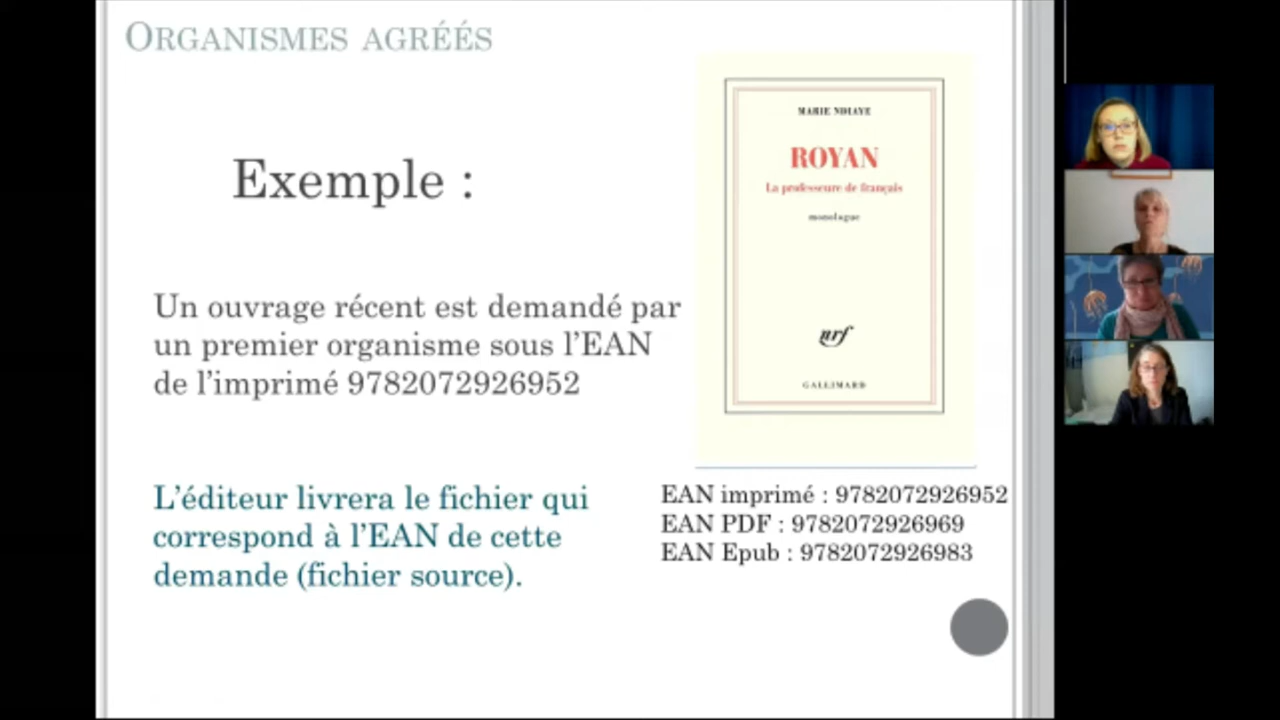 ORGANISMES AGRÉÉS
Exemple :
Un ouvrage récent est demandé par
un premier organisme sous l'EAN
de l'imprimé 9782072926952
L'éditeur livrera le fichier qui
correspond à l'EAN de cette
demande (fichier source).
MARIE NDIAYE
ROYAN
La professeure de français
monologue
nrf
GALLIMARD
EAN imprimé : 9782072926952
EAN PDF : 9782072926969
EAN Epub : 9782072926983